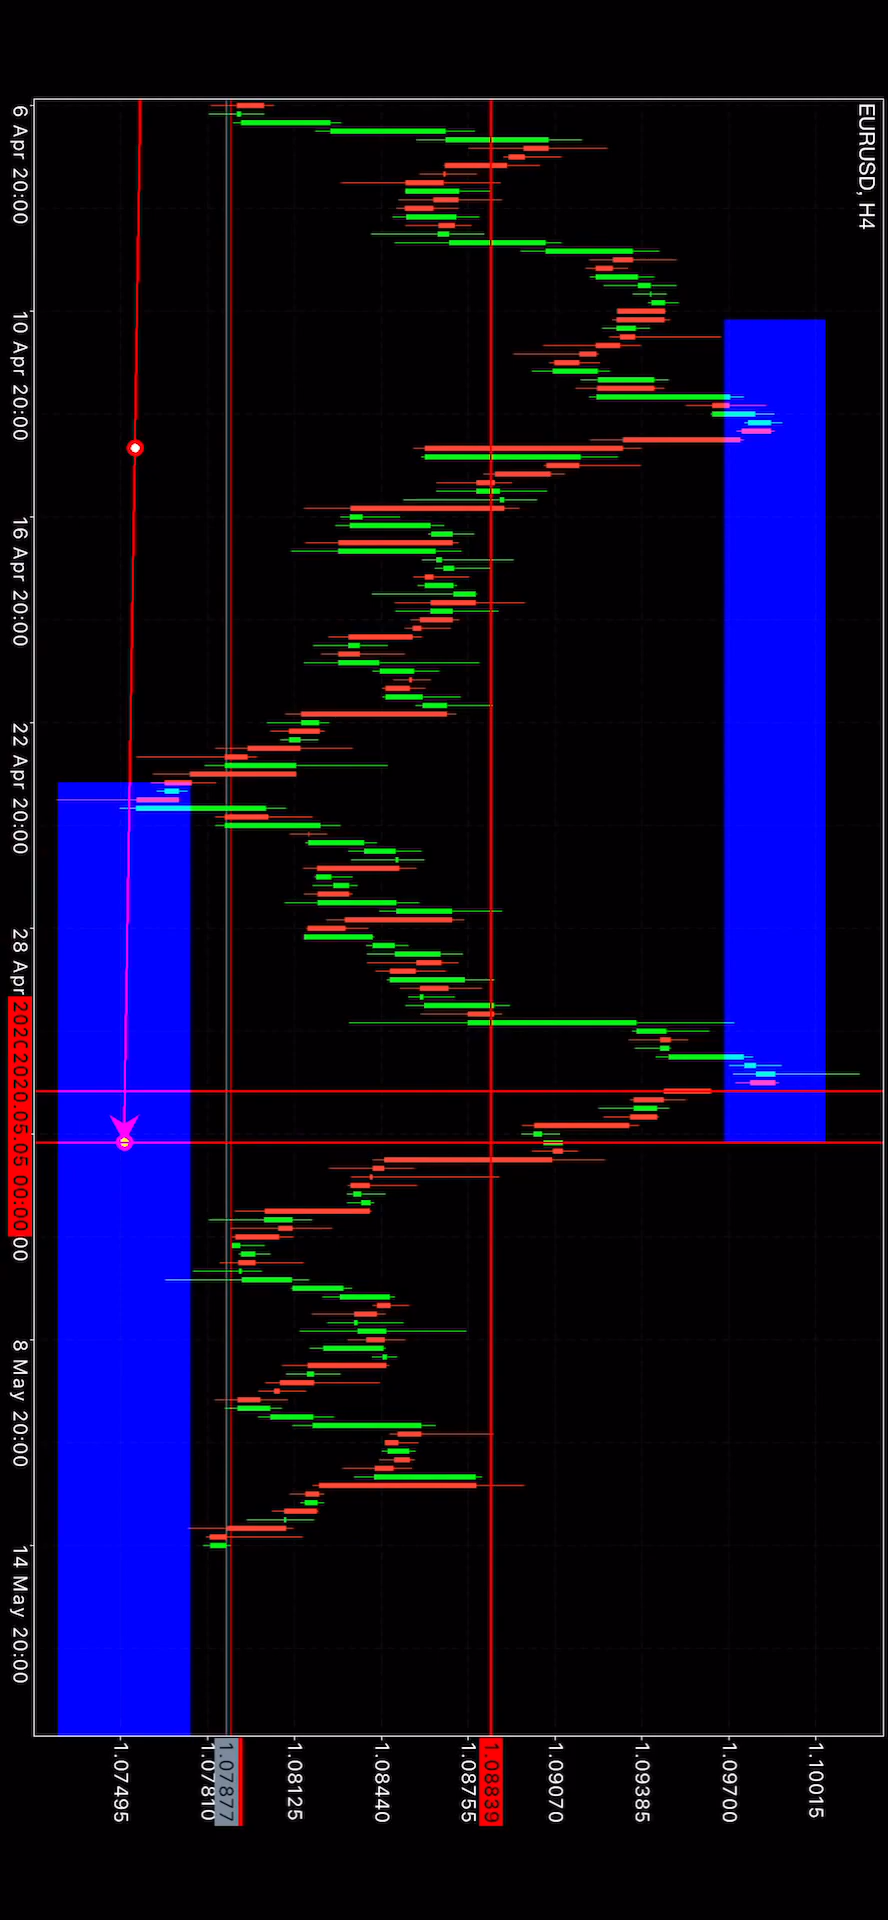 EURUSD, H4
1.10015
1.09700
1.09385
1.09070
1.08839
1.08755
1.08440
1.08125
1.07877
1.07810
1.07495
6 Apr 20:00
10 Apr 20:00
16 Apr 20:00
22 Apr 20:00
28 Apr
2020.05.05 00:00
8 May 20:00
14 May 20:00